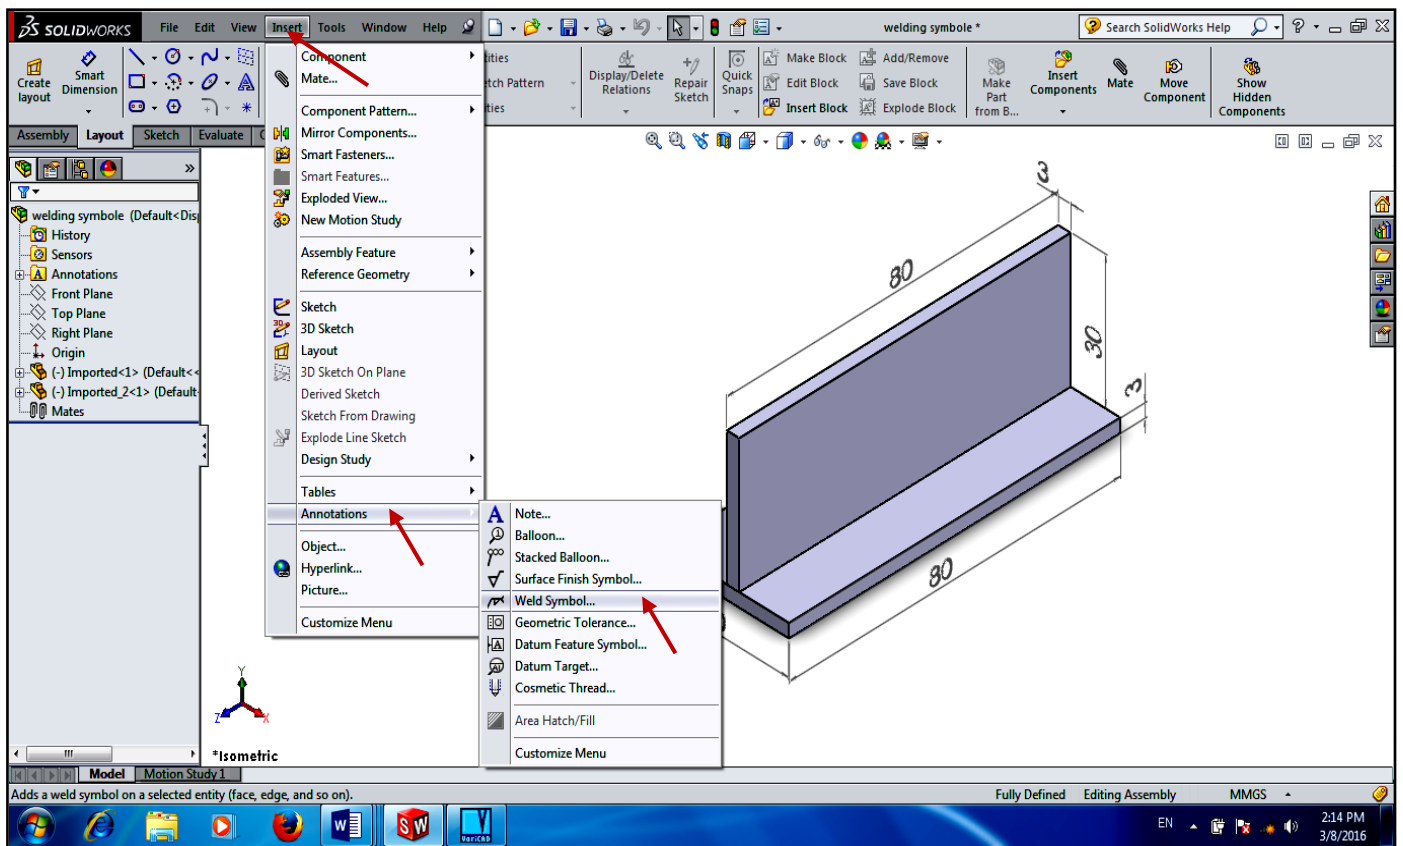 SOLIDWORKS File Edit View Insert Tools Window Help welding symbole * Search SolidWorks Help
Create layout
Smart Dimension
Display/Delete Relations
Repair Sketch
Quick Snaps
Make Block
Edit Block
Insert Block
Add/Remove
Save Block
Explode Block
Make Part from B...
Insert Components
Mate
Move Component
Show Hidden Components
tities
etch Pattern
ties
Assembly Layout Sketch Evaluate
welding symbole (Default<Disp
History
Sensors
Annotations
Front Plane
Top Plane
Right Plane
Origin
(-) Imported<1> (Default<<
(-) Imported_2<1> (Default
Mates
Component
Mate...
Component Pattern...
Mirror Components...
Smart Fasteners...
Smart Features...
Exploded View...
New Motion Study
Assembly Feature
Reference Geometry
Sketch
3D Sketch
Layout
3D Sketch On Plane
Derived Sketch
Sketch From Drawing
Explode Line Sketch
Design Study
Tables
Annotations
Object...
Hyperlink...
Picture...
Customize Menu
Note...
Balloon...
Stacked Balloon...
Surface Finish Symbol...
Weld Symbol...
Geometric Tolerance...
Datum Feature Symbol...
Datum Target...
Cosmetic Thread...
Area Hatch/Fill
Customize Menu
3
80
30
3
80
Y
Z X
*Isometric
Model Motion Study 1
Adds a weld symbol on a selected entity (face, edge, and so on). Fully Defined Editing Assembly MMGS
W SW VariCAD EN 2:14 PM
3/8/2016